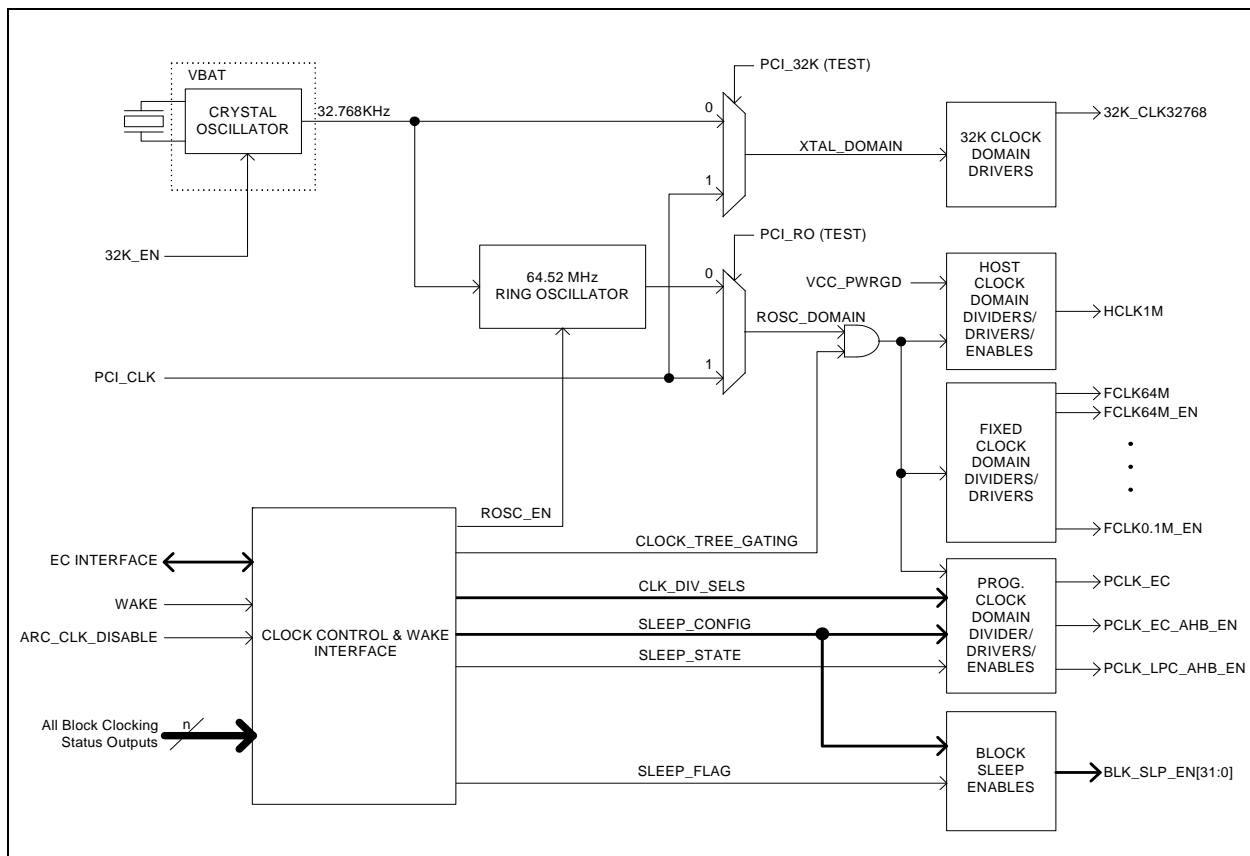 VBAT
CRYSTAL
OSCILLATOR
32.768KHz
32K_EN
PCI_32K (TEST)
0
1
XTAL_DOMAIN
32K CLOCK
DOMAIN
DRIVERS
32K_CLK32768
64.52 MHz
RING OSCILLATOR
PCI_RO (TEST)
0
1
PCI_CLK
ROSC_DOMAIN
VCC_PWRGD
HOST
CLOCK
DOMAIN
DIVIDERS/
DRIVERS/
ENABLES
HCLK1M
FIXED
CLOCK
DOMAIN
DIVIDERS/
DRIVERS
FCLK64M
FCLK64M_EN
FCLK0.1M_EN
EC INTERFACE
WAKE
ARC_CLK_DISABLE
All Block Clocking
Status Outputs
n
CLOCK CONTROL & WAKE
INTERFACE
ROSC_EN
CLOCK_TREE_GATING
CLK_DIV_SELS
SLEEP_CONFIG
SLEEP_STATE
SLEEP_FLAG
PROG.
CLOCK
DOMAIN
DIVIDER/
DRIVERS/
ENABLES
PCLK_EC
PCLK_EC_AHB_EN
PCLK_LPC_AHB_EN
BLOCK
SLEEP
ENABLES
BLK_SLP_EN[31:0]